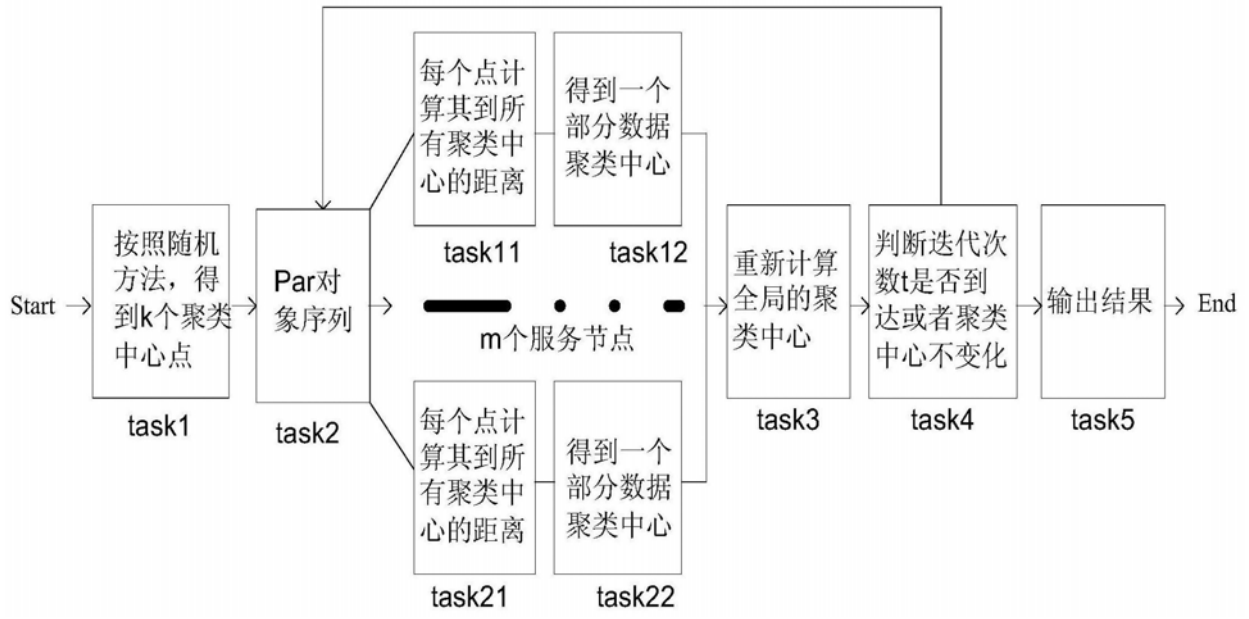 每个点计
算其到所
有聚类中
心的距离
task11
得到一个
部分数据
聚类中心
task12
Start
按照随机
方法，得
到k个聚类
中心点
task1
Par对
象序列
task2
m个服务节点
重新计算
全局的聚
类中心
task3
判断迭代次
数t是否到
达或者聚类
中心不变化
task4
输出结果
task5
End
每个点计
算其到所
有聚类中
心的距离
task21
得到一个
部分数据
聚类中心
task22